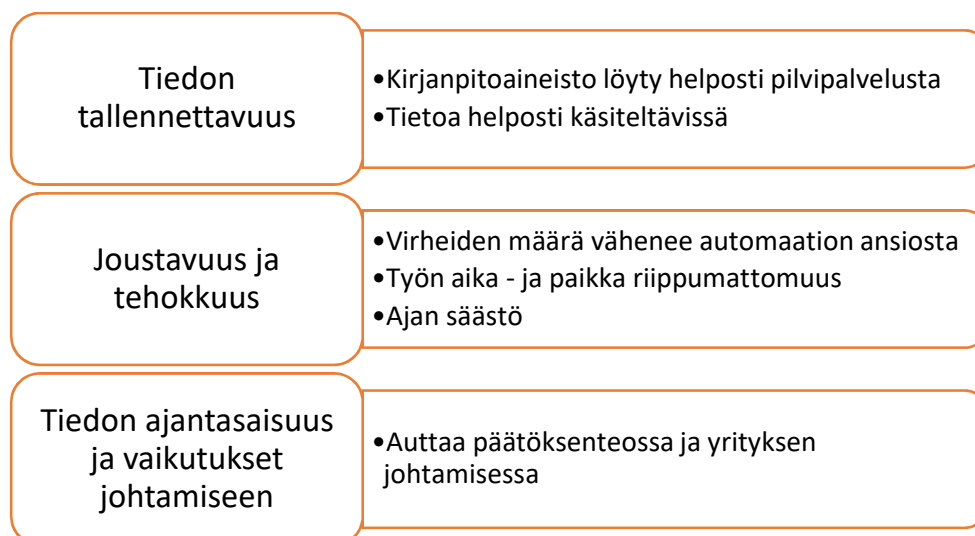 Tiedon
tallennettavuus
•Kirjanpitoaineisto löyty helposti pilvipalvelusta
•Tietoa helposti käsiteltävissä
Joustavuus ja
tehokkuus
•Virheiden määrä vähenee automaation ansiosta
•Työn aika - ja paikka riippumattomuus
•Ajan säästö
Tiedon ajantasaisuus
ja vaikutukset
johtamiseen
•Auttaa päätöksenteossa ja yrityksen
johtamisessa